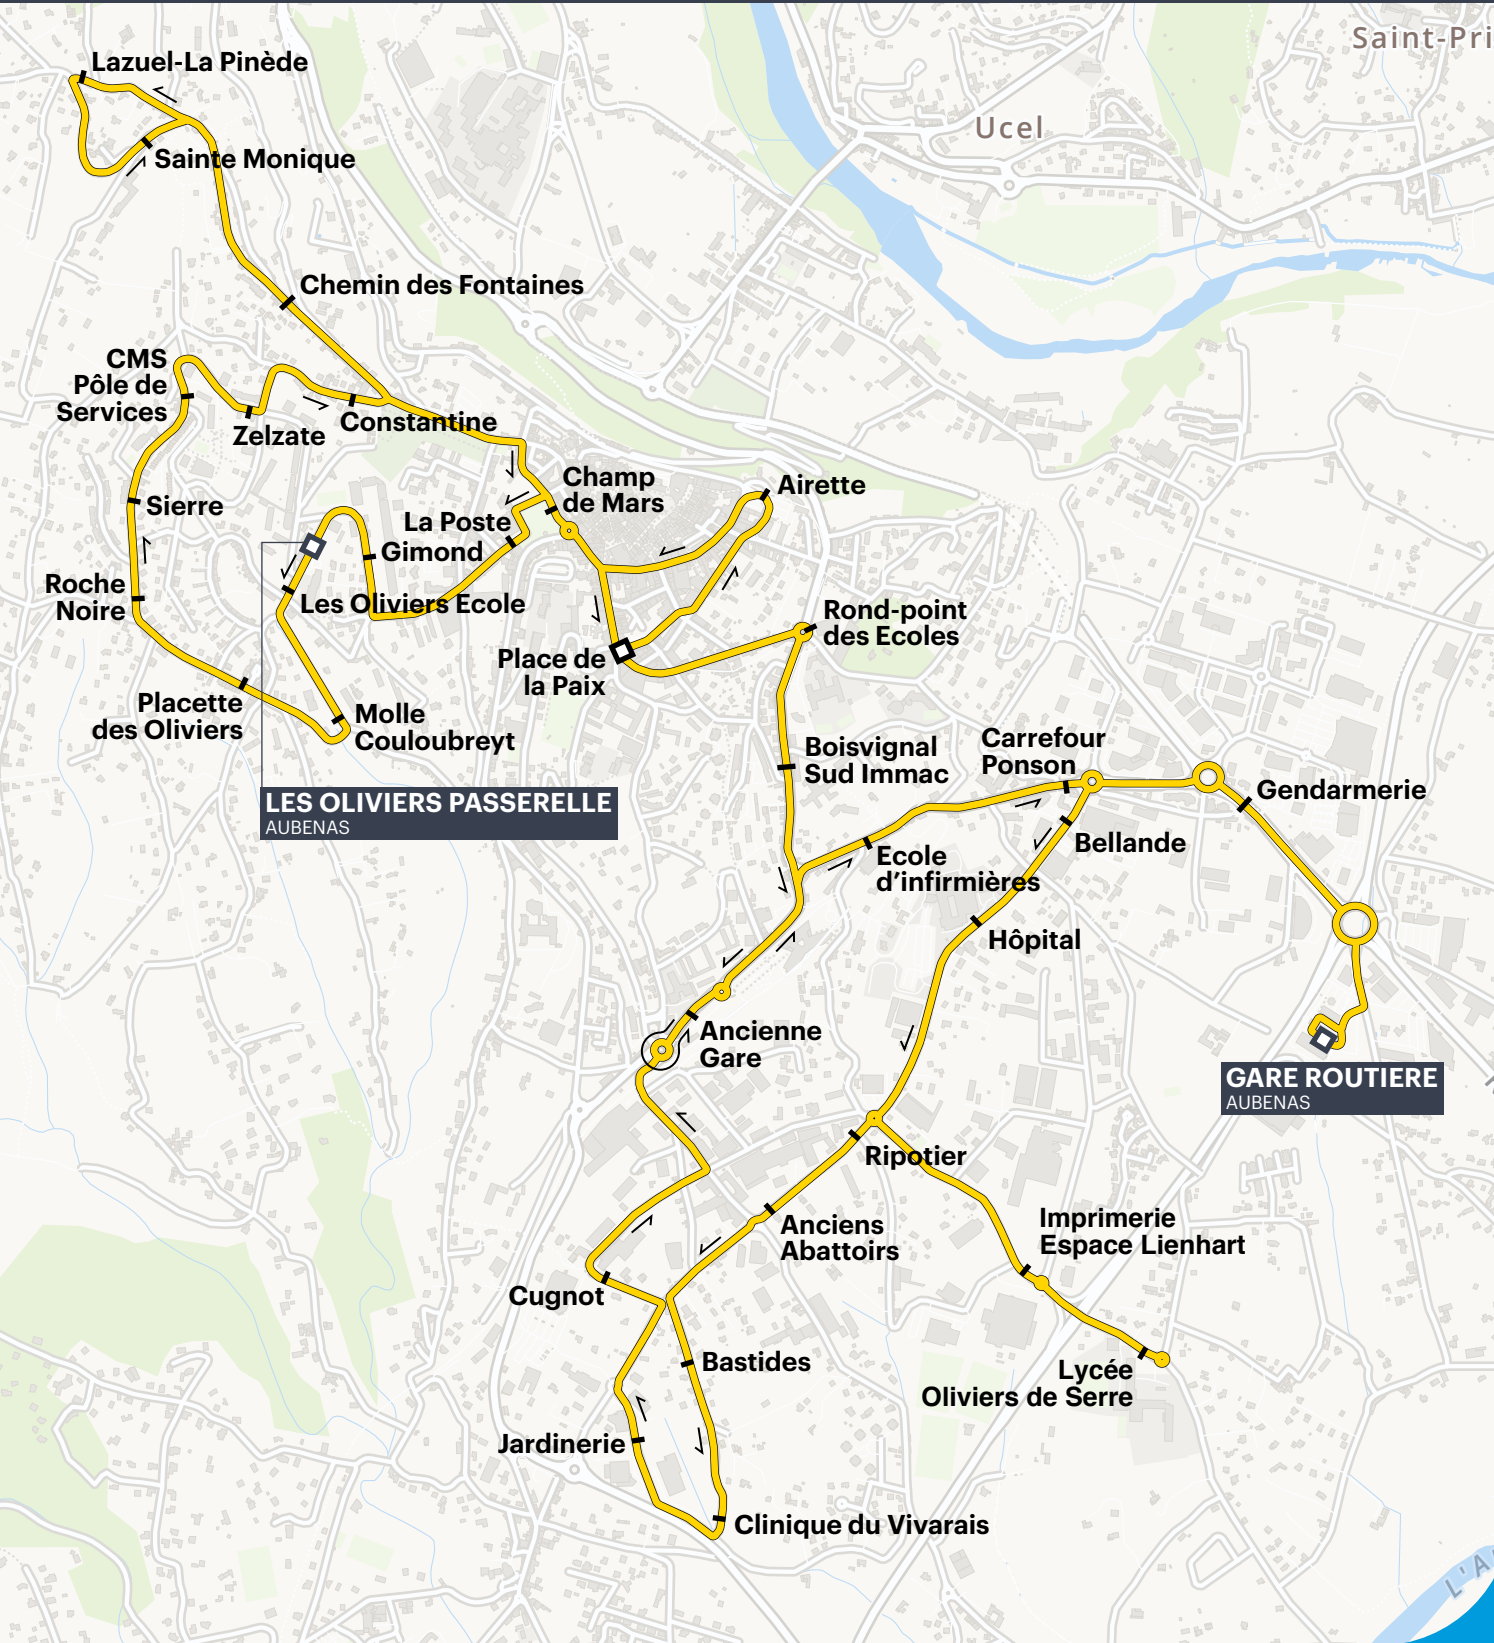 Saint-Pri
Lazuel-La Pinède
Ucel
Sainte Monique
Chemin des Fontaines
CMS
Pôle de
Services
Zelzate
Constantine
Champ
de Mars
Airette
Sierre
La Poste
Gimond
Roche
Noire
Les Oliviers Ecole
Rond-point
des Ecoles
Place de
la Paix
Placette
des Oliviers
Molle
Couloubreyt
Boisvignal
Sud Immac
Carrefour
Ponson
Gendarmerie
LES OLIVIERS PASSERELLE
AUBENAS
Bellande
Ecole
d'infirmières
Hôpital
Ancienne
Gare
GARE ROUTIERE
AUBENAS
Ripotier
Anciens
Abattoirs
Imprimerie
Espace Lienhart
Cugnot
Bastides
Lycée
Oliviers de Serre
Jardinerie
Clinique du Vivarais
L'A